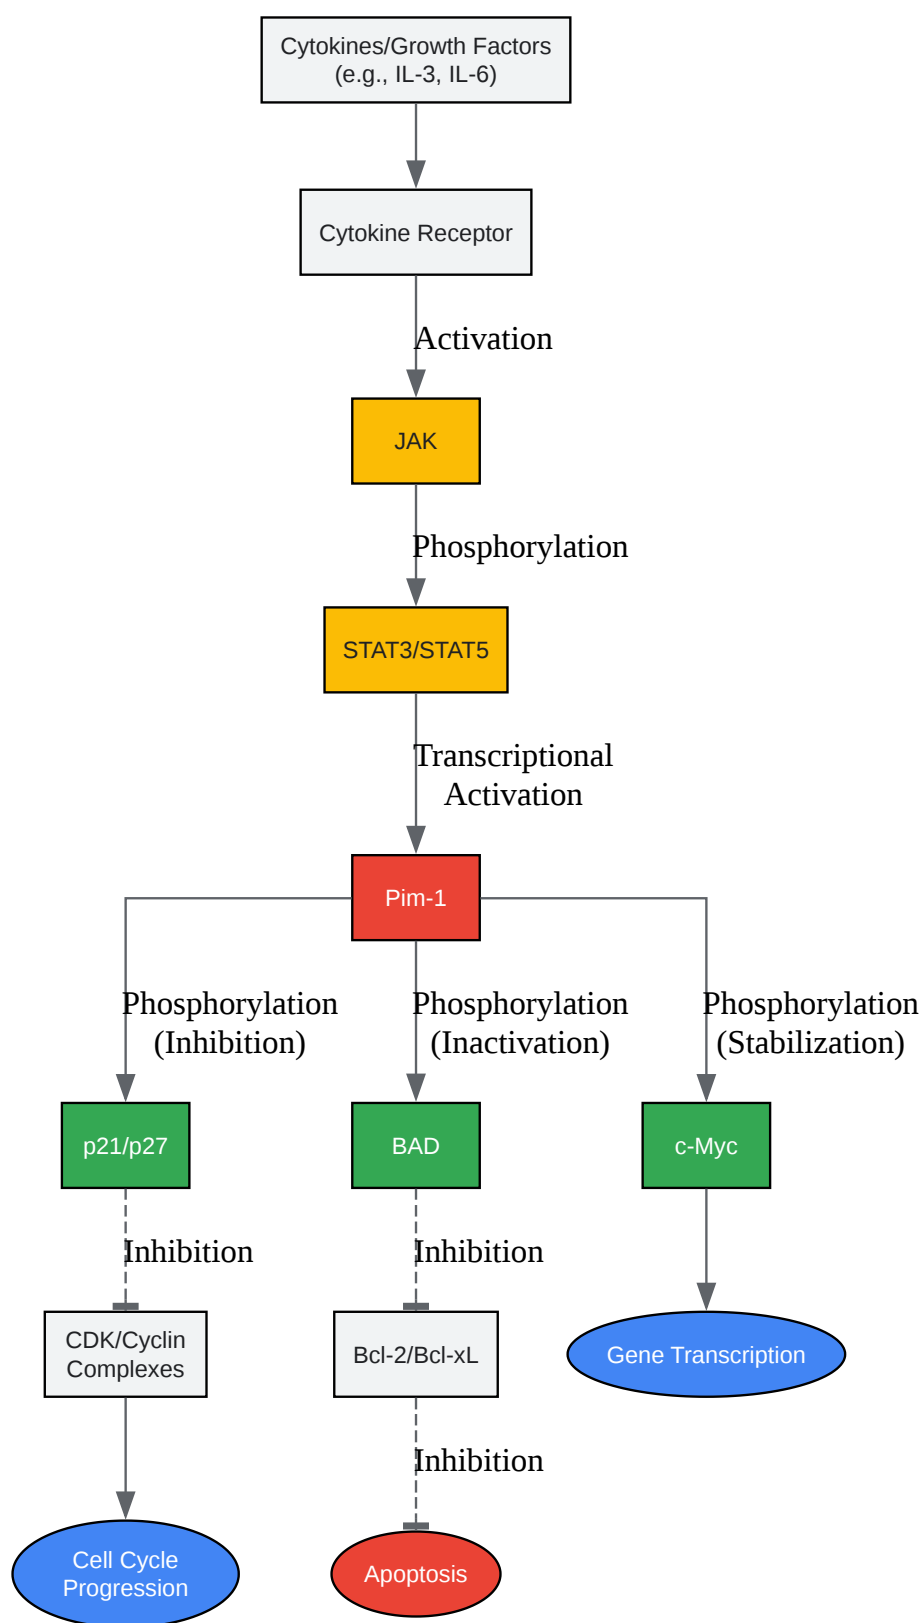 Cytokines/Growth Factors
(e.g., IL-3, IL-6)
Cytokine Receptor
Activation
JAK
Phosphorylation
STAT3/STAT5
Transcriptional
Activation
Pim-1
Phosphorylation
(Inhibition)
Phosphorylation
(Inactivation)
Phosphorylation
(Stabilization)
p21/p27
BAD
c-Myc
Inhibition
Inhibition
CDK/Cyclin
Complexes
Bcl-2/Bcl-xL
Gene Transcription
Inhibition
Cell Cycle
Progression
Apoptosis